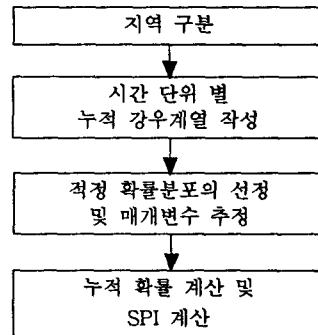 지역 구분
시간 단위 별
누적 강우계열 작성
적정 확률분포의 선정
및 매개변수 추정
누적 확률 계산 및
SPI 계산